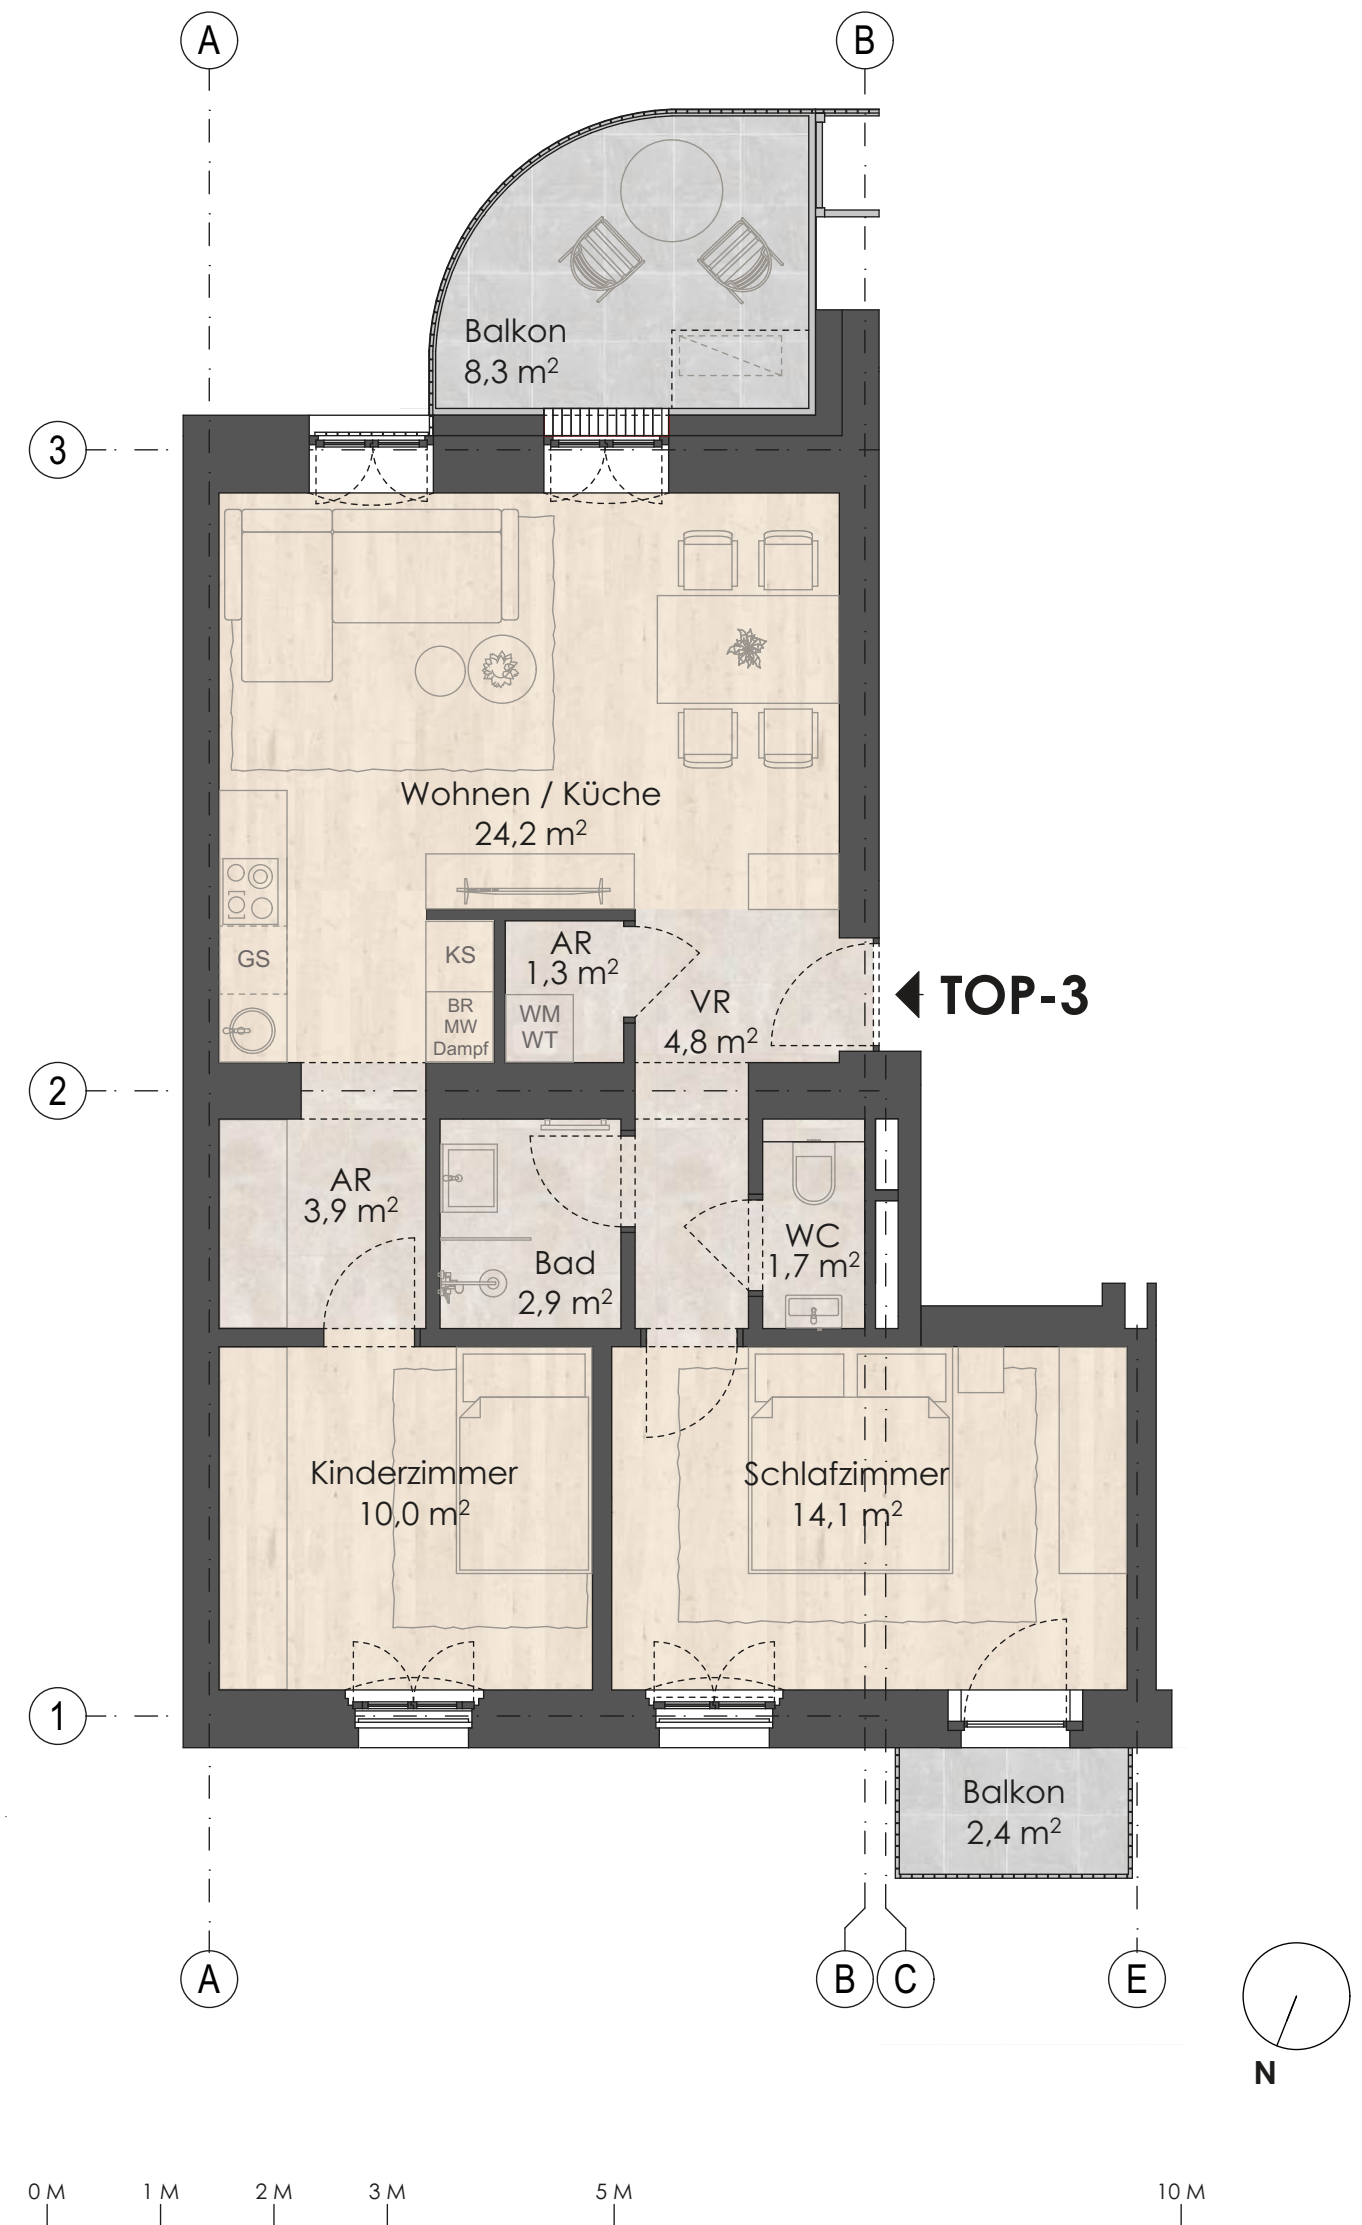 A
B
Balkon
8,3 m²
3
Wohnen / Küche
24,2 m²
GS
KS
BR
MW
Dampf
AR
1,3 m²
WM
WT
VR
4,8 m²
TOP-3
2
AR
3,9 m²
Bad
2,9 m²
WC
1,7 m²
Kinderzimmer
10,0 m²
Schlafzimmer
14,1 m²
1
Balkon
2,4 m²
A
B
C
E
N
0 M
1 M
2 M
3 M
5 M
10 M